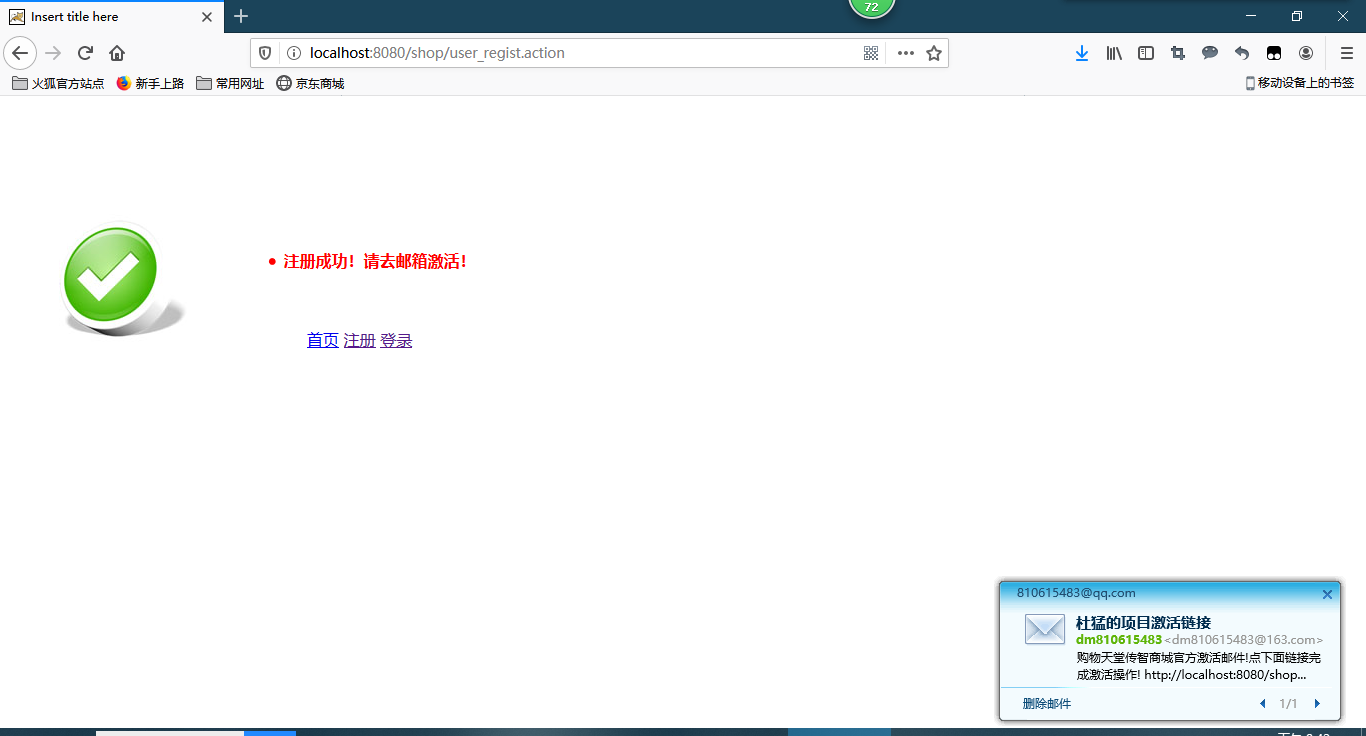 Insert title here
72
localhost:8080/shop/user_regist.action
火狐官方站点 新手上路 常用网址 京东商城 移动设备上的书签
• 注册成功！请去邮箱激活！
首页 注册 登录
810615483@qq.com
杜猛的项目激活链接
dm810615483<dm810615483@163.com>
购物天堂传智商城官方激活邮件!点下面链接完
成激活操作! http://localhost:8080/shop...
删除邮件 1/1